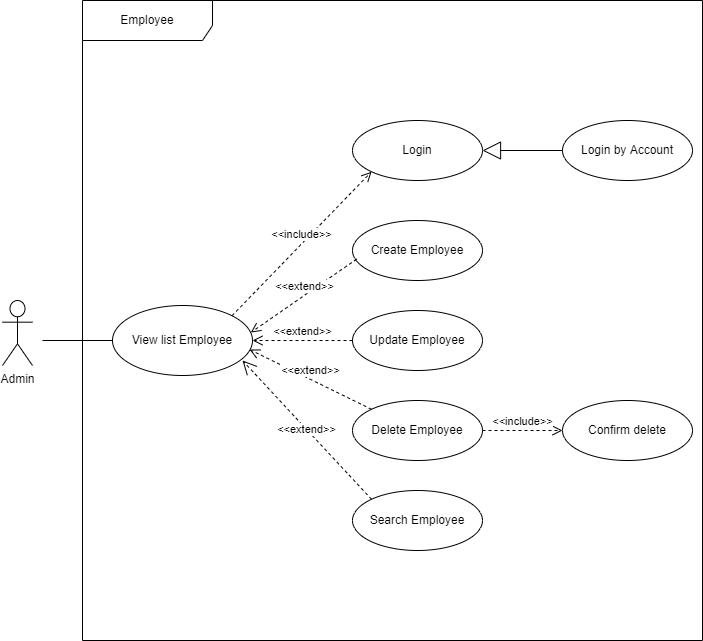 Employee
Login
Login by Account
<<include>>
Create Employee
<<extend>>
View list Employee
<<extend>>
Update Employee
Admin
<<extend>>
Delete Employee
<<include>>
Confirm delete
<<extend>>
Search Employee